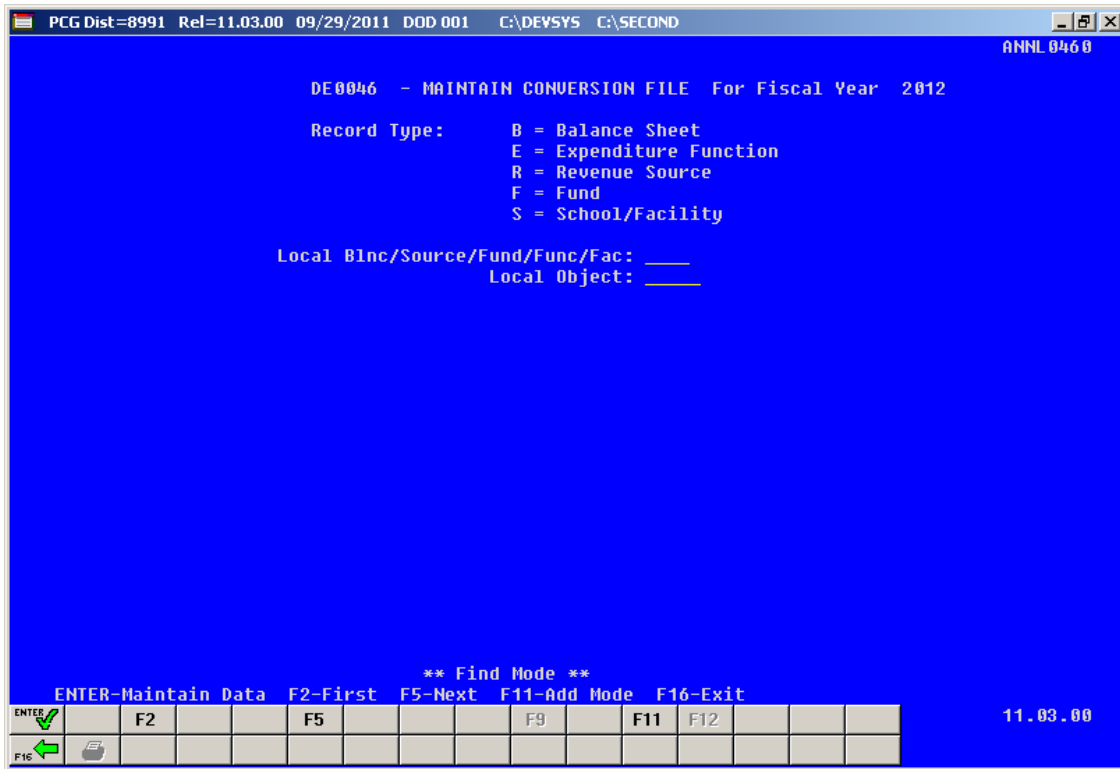 PCG Dist=8991 Rel=11.03.00 09/29/2011 DOD 001 C:\DEVSYS C:\SECOND
ANNL0460
DE0046 - MAINTAIN CONVERSION FILE For Fiscal Year 2012
Record Type: B = Balance Sheet
E = Expenditure Function
R = Revenue Source
F = Fund
S = School/Facility
Local Blnc/Source/Fund/Func/Fac: ____
Local Object: _____
** Find Mode **
ENTER-Maintain Data F2-First F5-Next F11-Add Mode F16-Exit
ENTER F2 F5 F9 F11 F12 11.03.00
F16